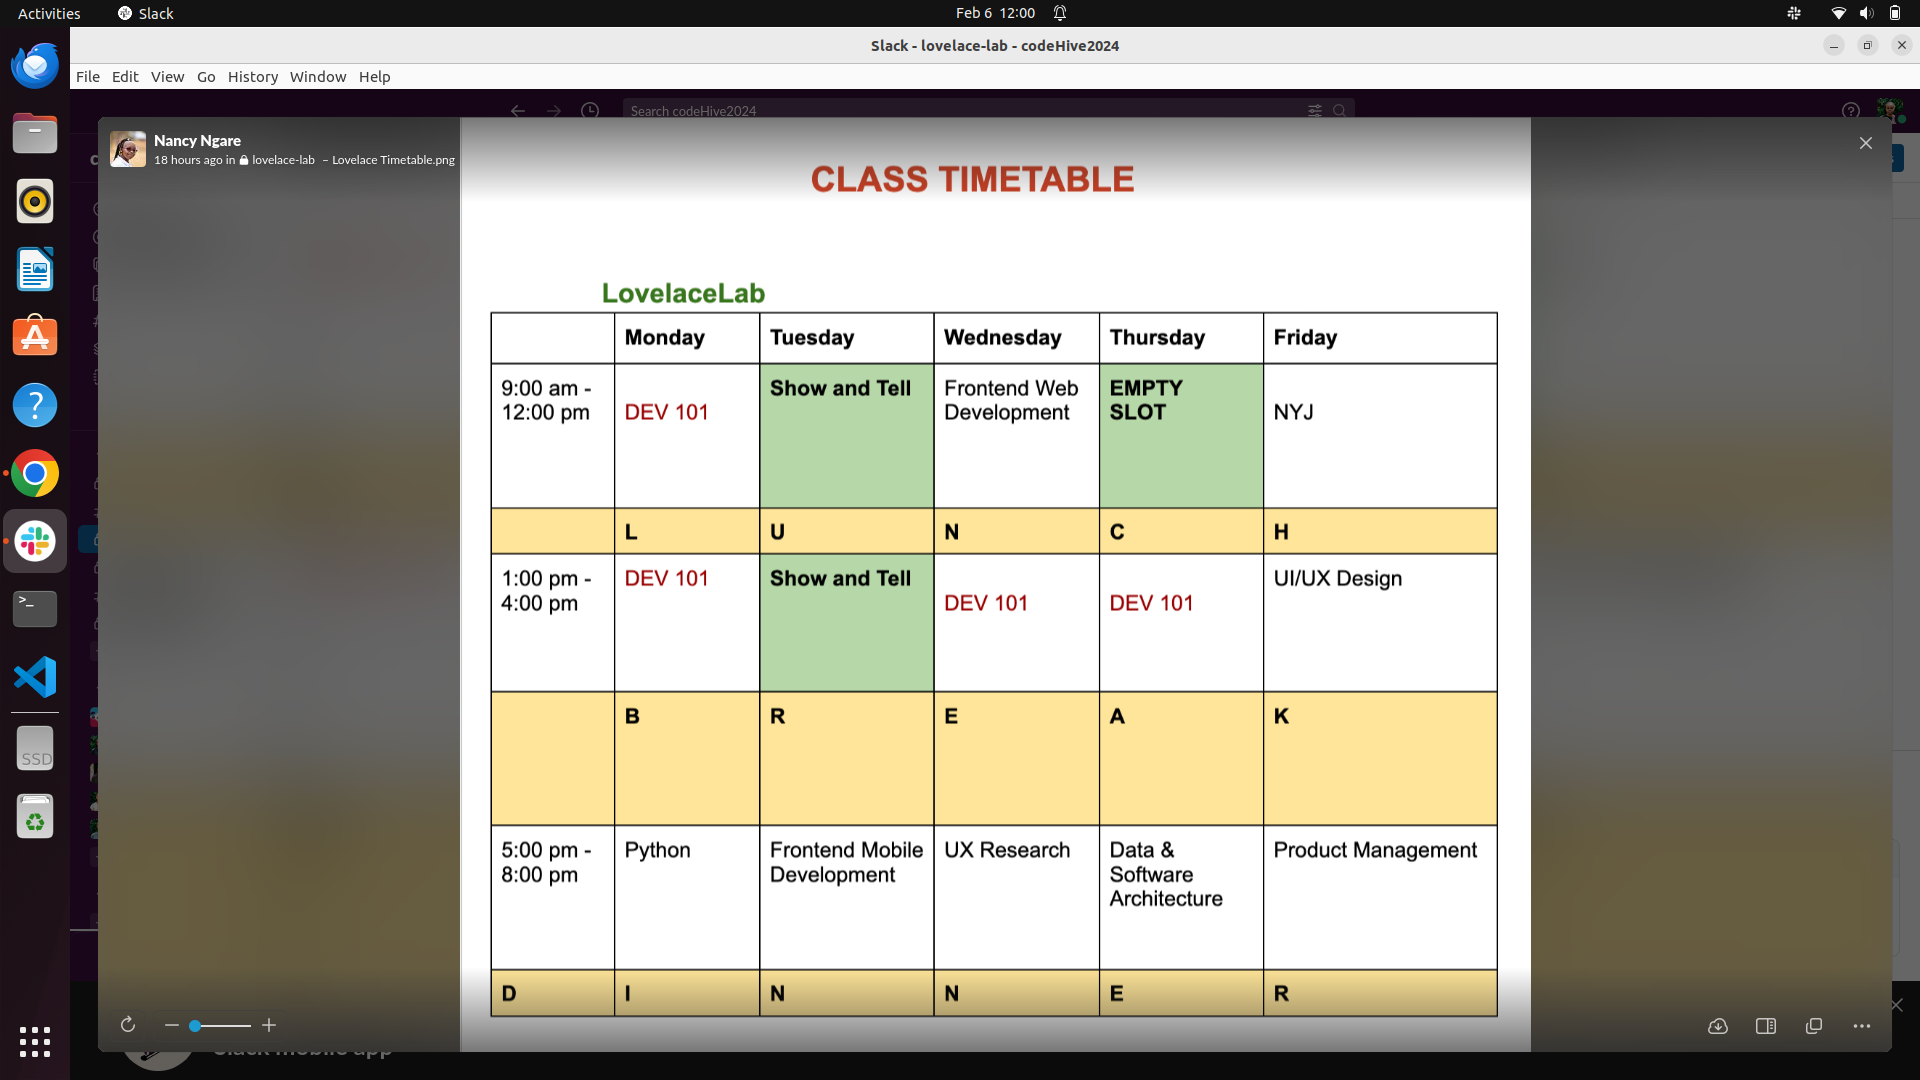 Activities
Slack
Feb 6 12:00
Slack - lovelace-lab - codeHive2024
File Edit View Go History Window Help
Search codeHive2024
Nancy Ngare
18 hours ago in lovelace-lab – Lovelace Timetable.png
CLASS TIMETABLE
LovelaceLab
Monday Tuesday Wednesday Thursday Friday
9:00 am -
12:00 pm
DEV 101
Show and Tell
Frontend Web
Development
EMPTY
SLOT
NYJ
L U N C H
1:00 pm -
4:00 pm
DEV 101
Show and Tell
DEV 101
DEV 101
UI/UX Design
B R E A K
5:00 pm -
8:00 pm
Python
Frontend Mobile
Development
UX Research
Data &
Software
Architecture
Product Management
D I N N E R
SSD